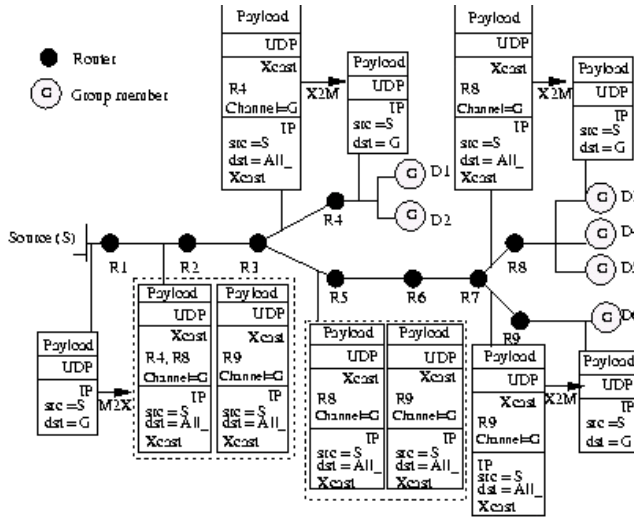 Payload
UDP
Xcast
R4
Channel=G
IP
src =S
dst = All_
Xcast
X2M
Payload
UDP
IP
src =S
dst = G
Payload
UDP
Xcast
R8
Channel=G
IP
src =S
dst = All_
Xcast
X2M
Payload
UDP
IP
src =S
dst = G
Router
G
Group member
G
D1
G
D2
R4
G
G
G
R8
Source (S)
R1
R2
R3
R5
R6
R7
R9
G
Payload
UDP
IP
src =S
dst = G
M2X
Payload
UDP
Xcast
R4, R8
Channel=G
IP
src =S
dst = All_
Xcast
Payload
UDP
Xcast
R9
Channel=G
IP
src =S
dst = All_
Xcast
Payload
UDP
Xcast
R8
Channel=G
IP
src =S
dst = All_
Xcast
Payload
UDP
Xcast
R9
Channel=G
IP
src =S
dst = All_
Xcast
Payload
UDP
Xcast
R9
Channel=G
IP
src =S
dst = All_
Xcast
X2M
Payload
UDP
IP
src =S
dst = G